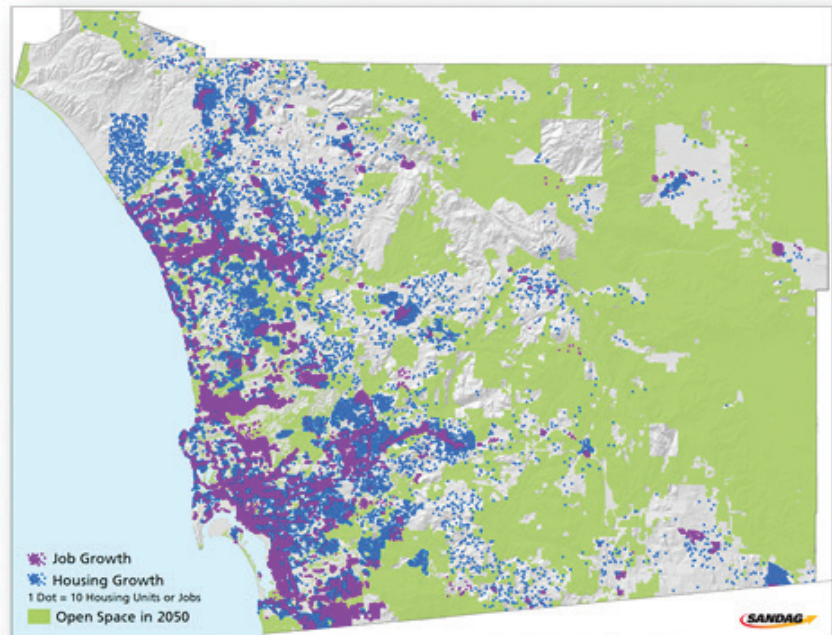 Job Growth
Housing Growth
1 Dot = 10 Housing Units or Jobs
Open Space in 2050
SANDAG